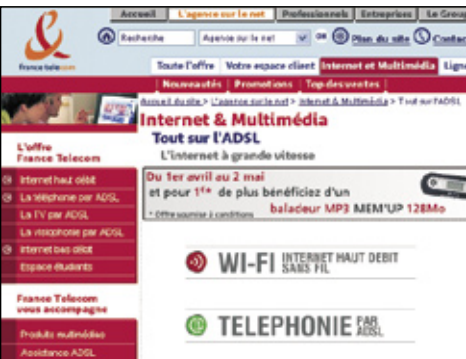 Accueil L'agence sur le net Professionnels Entreprises Le Grou
Recherche Agence sur le net OK Plan du site Contac
france telecom
Toute l'offre Votre espace client Internet et Multimédia Lign
Nouveautés Promotions Top des ventes
Accueil du site > L'agence sur le net > Internet & Multimédia > Tout sur l'ADSL
Internet & Multimédia
Tout sur l'ADSL
L'internet à grande vitesse
L'offre
France Telecom
Internet haut débit
La téléphonie par ADSL
La TV par ADSL
La visiophonie par ADSL
Internet bas débit
Espace étudiants
France Telecom
vous accompagne
Produits multimédias
Assistance ADSL
Du 1er avril au 2 mai
et pour 1€* de plus bénéficiez d'un
baladeur MP3 MEM'UP 128Mo
* Offre soumise à conditions
WI-FI INTERNET HAUT DEBIT
SANS FIL
TELEPHONIE PAR
ADSL